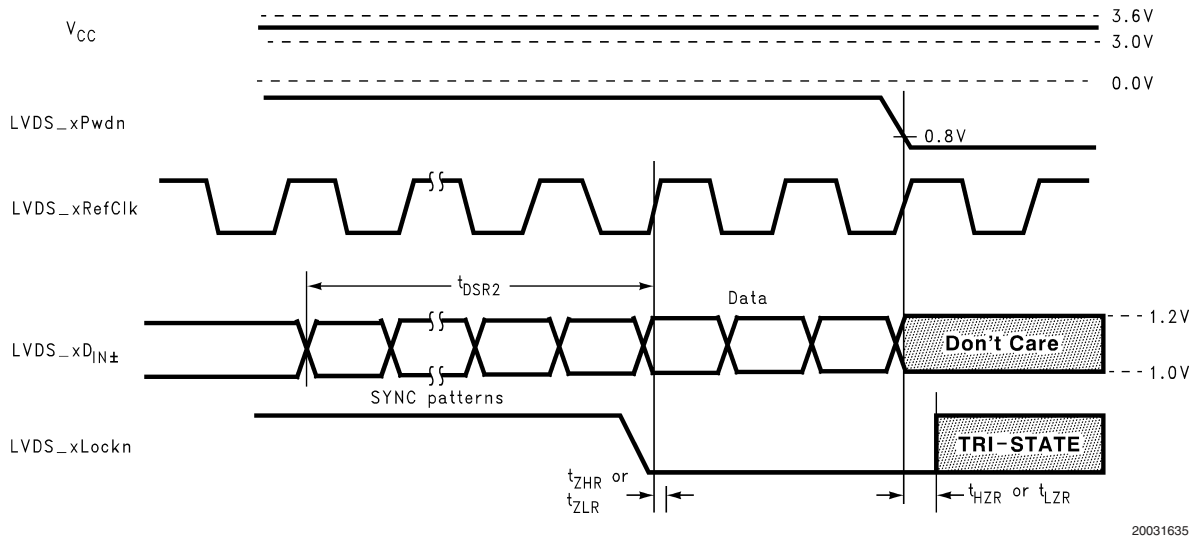 3.6V
V_CC
3.0V
0.0V
LVDS_xPwdn
0.8V
LVDS_xRefClk
t_DSR2
Data
1.2V
LVDS_xD_IN±
Don't Care
1.0V
SYNC patterns
LVDS_xLockn
TRI-STATE
t_ZHR or
t_ZLR
t_HZR or t_LZR
20031635